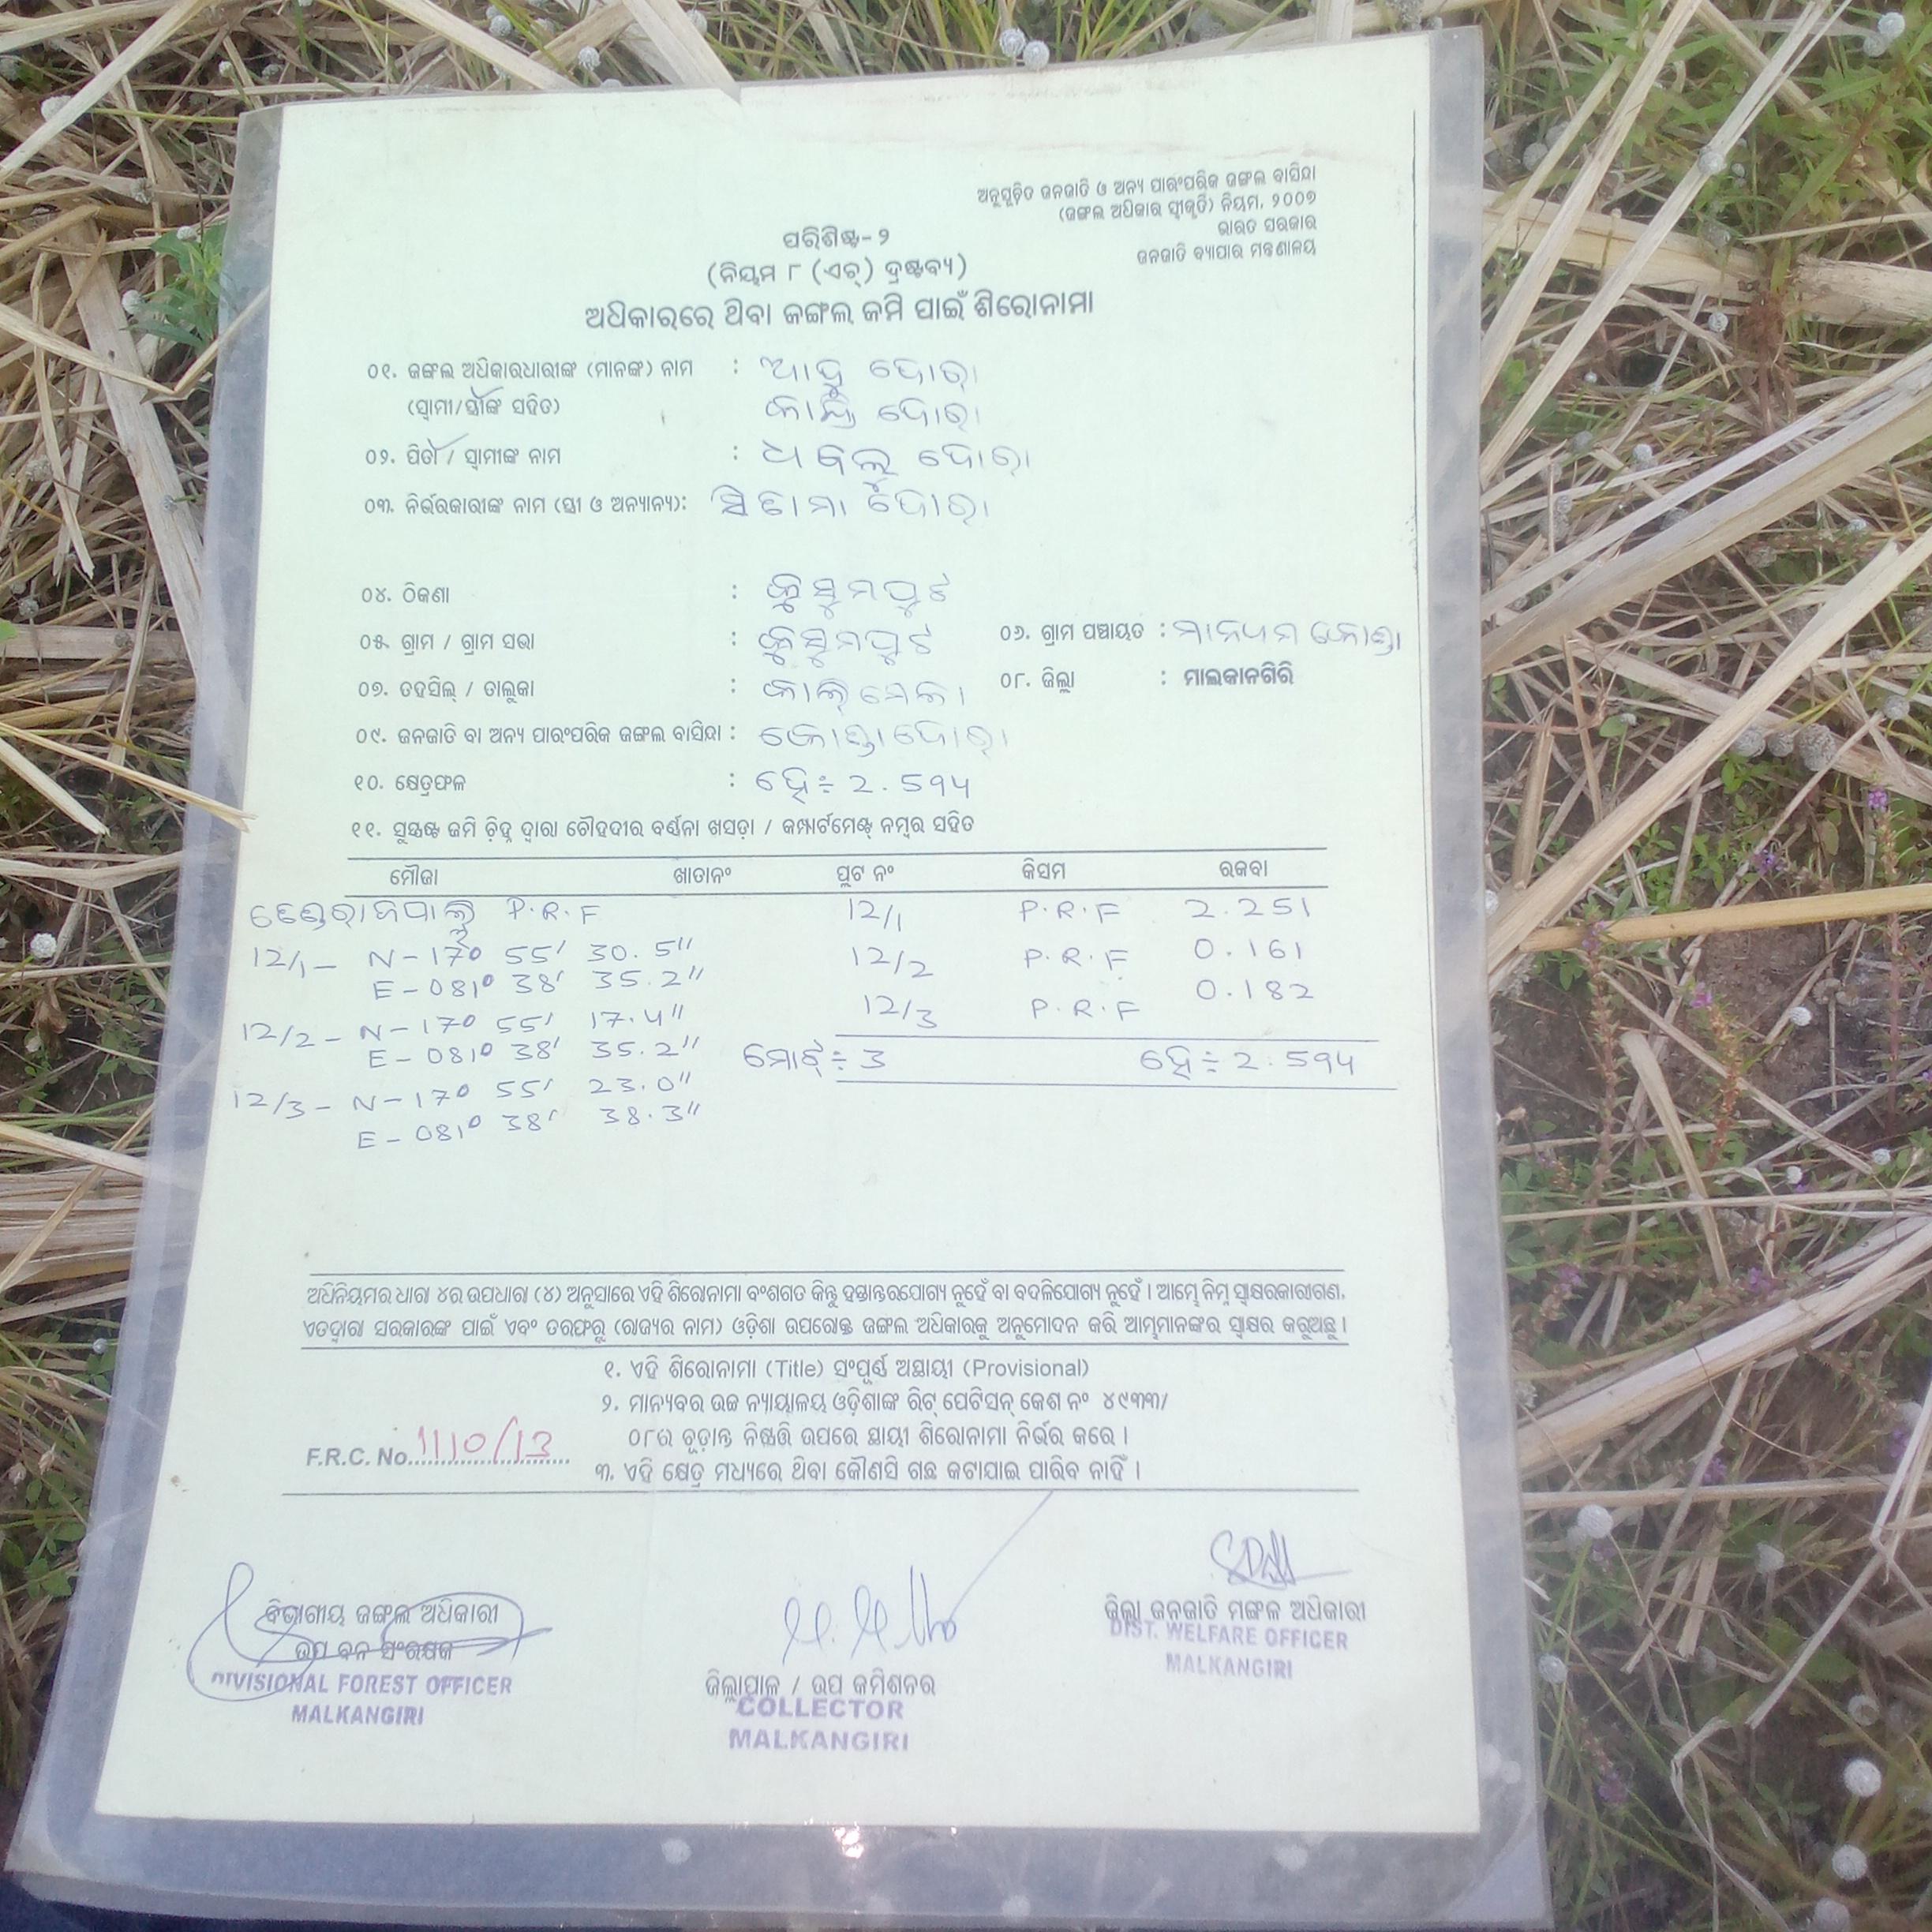 ଅନୁସୂଚିତ ଜନଜାତି ଓ ଅନ୍ୟ ପାରଂପରିକ ଜଙ୍ଗଲ ବାସିନ୍ଦା
(ଜଙ୍ଗଲ ଅଧିକାର ସ୍ୱୀକୃତି) ନିୟମ, ୨୦୦୭
ଭାରତ ସରକାର
ଜନଜାତି ବ୍ୟାପାର ମନ୍ତ୍ରଣାଳୟ
ପରିଶିଷ୍ଟ-୨
(ନିୟମ ୮ (ଏଚ୍) ଦ୍ରଷ୍ଟବ୍ୟ)
ଅଧିକାରରେ ଥିବା ଜଙ୍ଗଲ ଜମି ପାଇଁ ଶିରୋନାମା
୦୧. ଜଙ୍ଗଲ ଅଧିକାରଧାରୀଙ୍କ (ମାନଙ୍କ) ନାମ : ଆଦୁ ଦୋରା
(ସ୍ୱାମୀ/ସ୍ତ୍ରୀଙ୍କ ସହିତ) ଦୋରା
୦୨. ପିତା / ସ୍ୱାମୀଙ୍କ ନାମ : ଦୋରା
୦୩. ନିର୍ଭରକାରୀଙ୍କ ନାମ (ସ୍ତ୍ରୀ ଓ ଅନ୍ୟାନ୍ୟ): ଦୋରା
୦୪. ଠିକଣା : କୁସୁମପୁଟ
୦୫. ଗ୍ରାମ / ଗ୍ରାମ ସଭା : କୁସୁମପୁଟ ୦୬. ଗ୍ରାମ ପଞ୍ଚାୟତ : ମାନ୍ୟମ କୋଣ୍ଡା
୦୭. ତହସିଲ୍ / ତାଲୁକା : କାଲିମେଳା ୦୮. ଜିଲ୍ଲା : ମାଲକାନଗିରି
୦୯. ଜନଜାତି ବା ଅନ୍ୟ ପାରଂପରିକ ଜଙ୍ଗଲ ବାସିନ୍ଦା : କୋଣ୍ଡାଦୋରା
୧୦. କ୍ଷେତ୍ରଫଳ : ହେ÷ 2.594
୧୧. ସୁସ୍ପଷ୍ଟ ଜମି ଚିହ୍ନ ଦ୍ୱାରା ଚୌହଦୀର ବର୍ଣ୍ଣନା ଖସଡ଼ା / କମ୍ପାର୍ଟମେଣ୍ଟ୍ ନମ୍ବର ସହିତ
ମୌଜା ଖାତାନଂ ପ୍ଲଟ ନଂ କିସମ ରକବା
P.R.F 12/1 P.R.F 2.251
12/1 – N – 17° 55' 30.5" 12/2 P.R.F 0.161
E – 081° 38' 35.2" 12/3 P.R.F 0.182
12/2 – N – 17° 55' 17.4"
E – 081° 38' 35.2" ମୋଟ୍ ÷ 3 ହେ÷ 2.594
12/3 – N – 17° 55' 23.0"
E – 081° 38' 38.3"
ଅଧିନିୟମର ଧାରା ୪ର ଉପଧାରା (୪) ଅନୁସାରେ ଏହି ଶିରୋନାମା ବଂଶଗତ କିନ୍ତୁ ହସ୍ତାନ୍ତରଯୋଗ୍ୟ ନୁହେଁ ବା ବଦଳିଯୋଗ୍ୟ ନୁହେଁ । ଆମ୍ଭେ ନିମ୍ନ ସ୍ୱାକ୍ଷରକାରୀଗଣ,
ଏତଦ୍ୱାରା ସରକାରଙ୍କ ପାଇଁ ଏବଂ ତରଫରୁ (ରାଜ୍ୟର ନାମ) ଓଡ଼ିଶା ଉପରୋକ୍ତ ଜଙ୍ଗଲ ଅଧିକାରକୁ ଅନୁମୋଦନ କରି ଆମ୍ଭମାନଙ୍କର ସ୍ୱାକ୍ଷର କରୁଅଛୁ ।
୧. ଏହି ଶିରୋନାମା (Title) ସଂପୂର୍ଣ୍ଣ ଅସ୍ଥାୟୀ (Provisional)
୨. ମାନ୍ୟବର ଉଚ୍ଚ ନ୍ୟାୟାଳୟ ଓଡ଼ିଶାଙ୍କ ରିଟ୍ ପେଟିସନ୍ କେଶ ନଂ ୪୯୩୩/
୦୮ର ଚୂଡ଼ାନ୍ତ ନିଷ୍ପତ୍ତି ଉପରେ ସ୍ଥାୟୀ ଶିରୋନାମା ନିର୍ଭର କରେ ।
F.R.C. No. 1110/13
୩. ଏହି କ୍ଷେତ୍ର ମଧ୍ୟରେ ଥିବା କୌଣସି ଗଛ କଟାଯାଇ ପାରିବ ନାହିଁ ।
ବିଭାଗୀୟ ଜଙ୍ଗଲ ଅଧିକାରୀ
ଉପ ବନ ସଂରକ୍ଷକ
DIVISIONAL FOREST OFFICER
MALKANGIRI
ଜିଲ୍ଲାପାଳ / ଉପ କମିଶନର
COLLECTOR
MALKANGIRI
ଜିଲ୍ଲା ଜନଜାତି ମଙ୍ଗଳ ଅଧିକାରୀ
DIST. WELFARE OFFICER
MALKANGIRI